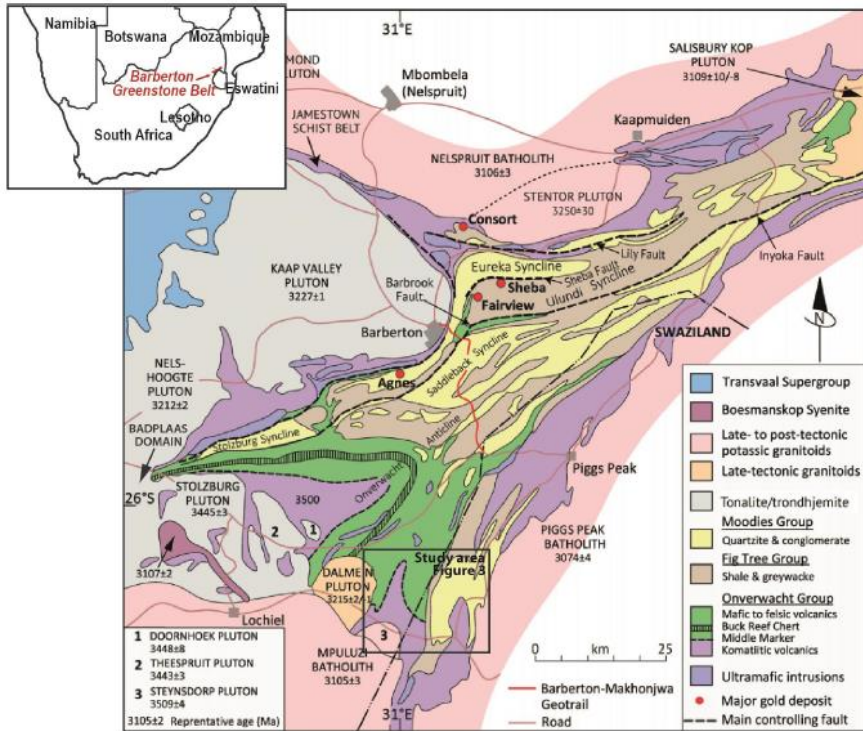 Namibia
Botswana
Mozambique
Barberton
Greenstone Belt
Eswatini
Lesotho
South Africa
31°E
MOND
LUTON
Mbombela
(Nelspruit)
SALISBURY KOP
PLUTON
3109±10/-8
JAMESTOWN
SCHIST BELT
Kaapmuiden
NELSPRUIT BATHOLITH
3106±3
STENTOR PLUTON
3250±30
Consort
Lily Fault
Inyoka Fault
KAAP VALLEY
PLUTON
3227±1
Eureka Syncline
Sheba Fault
Barbrook
Fault
Sheba
Fairview
Ulundi Syncline
N
Barberton
SWAZILAND
Saddleback Syncline
NELS-
HOOGTE
PLUTON
3212±2
Agnes
BADPLAAS
DOMAIN
Stolzburg Syncline
Anticline
Onverwacht
Piggs Peak
26°S
STOLZBURG
PLUTON
3445±3
3500
2
1
PIGGS PEAK
BATHOLITH
3074±4
Study area
Figure 3
3107±2
DALMEIN
PLUTON
3215±2/-1
Lochiel
3
MPULUZI
BATHOLITH
3105±3
1 DOORNHOEK PLUTON
3448±8
2 THEESPRUIT PLUTON
3443±3
3 STEYNSDORP PLUTON
3509±4
3105±2 Reprentative age (Ma)
31°E
0 25
km
Barberton-Makhonjwa
Geotrail
Road
Transvaal Supergroup
Boesmanskop Syenite
Late- to post-tectonic
potassic granitoids
Late-tectonic granitoids
Tonalite/trondhjemite
Moodies Group
Quartzite & conglomerate
Fig Tree Group
Shale & greywacke
Onverwacht Group
Mafic to felsic volcanics
Buck Reef Chert
Middle Marker
Komatiitic volcanics
Ultramafic intrusions
Major gold deposit
Main controlling fault